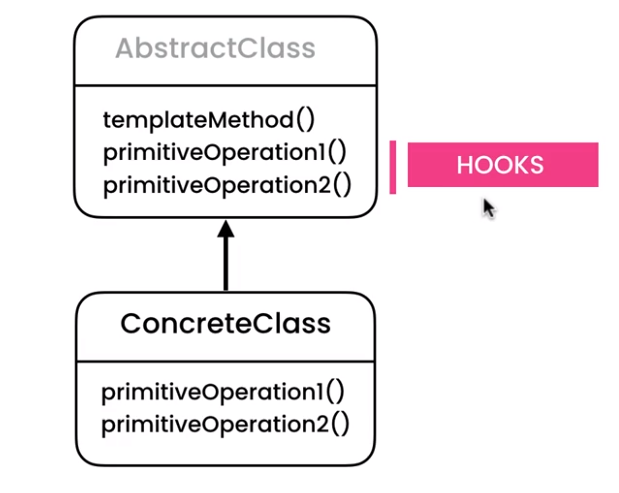 AbstractClass
templateMethod()
primitiveOperation1()
primitiveOperation2()
HOOKS
ConcreteClass
primitiveOperation1()
primitiveOperation2()